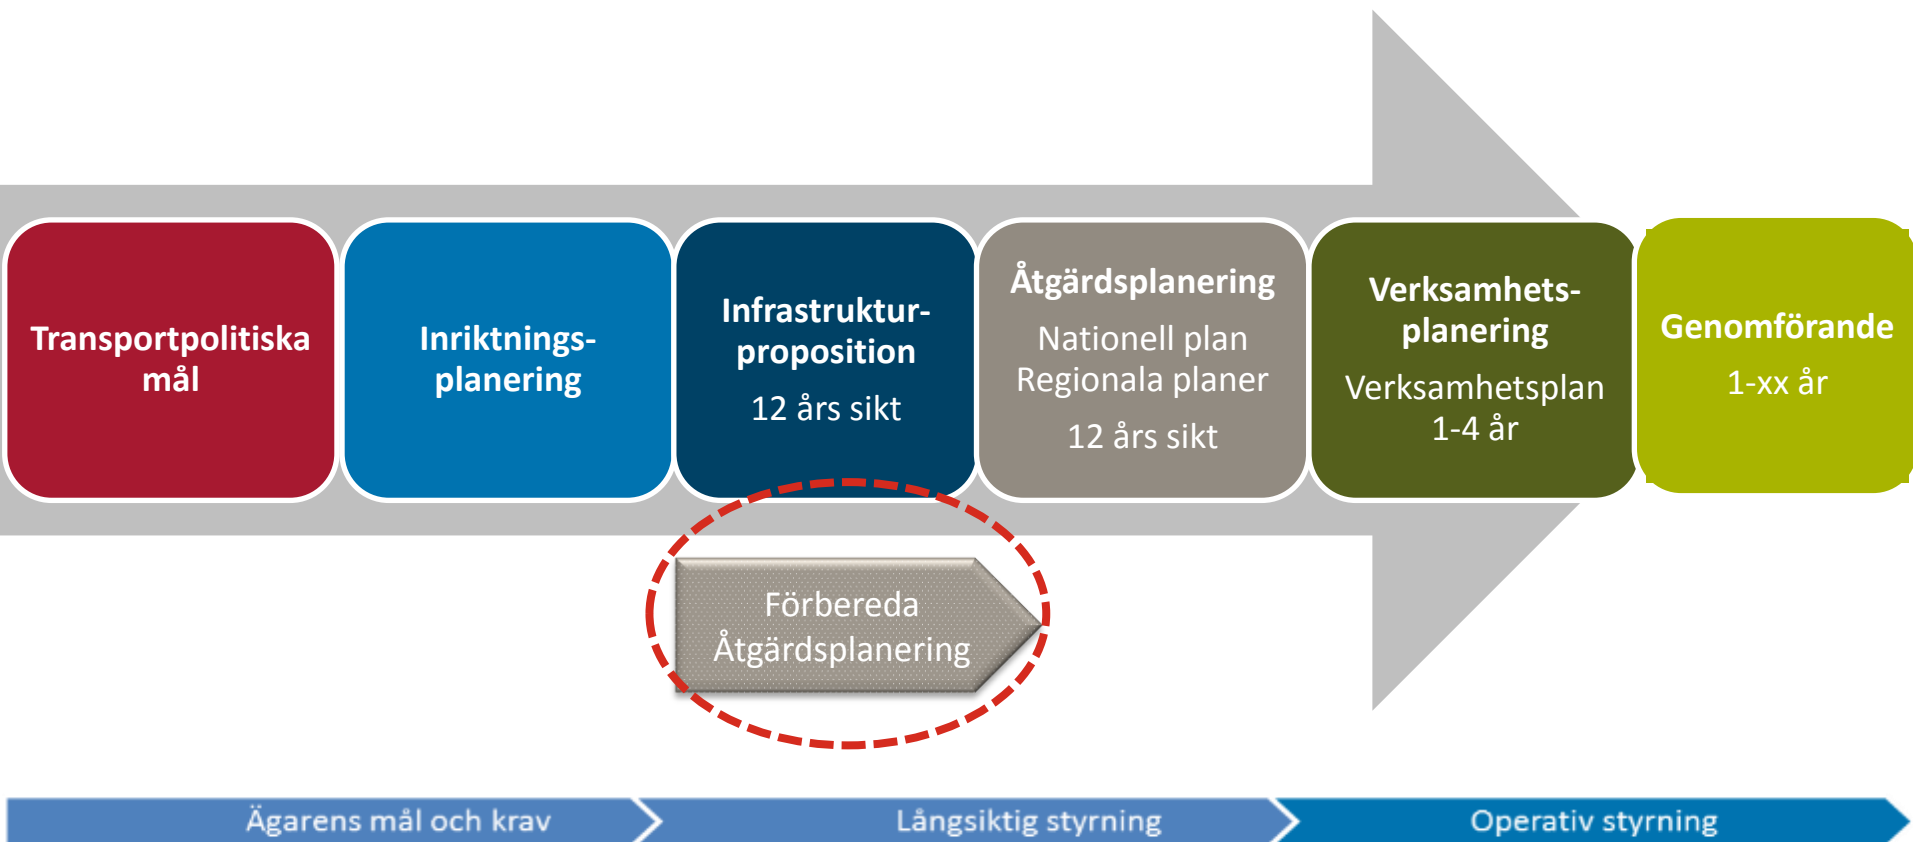 Transportpolitiska
mål
Inriktnings-
planering
Infrastruktur-
proposition
12 års sikt
Åtgärdsplanering
Nationell plan
Regionala planer
12 års sikt
Verksamhets-
planering
Verksamhetsplan
1-4 år
Genomförande
1-xx år
Förbereda
Åtgärdsplanering
Ägarens mål och krav
Långsiktig styrning
Operativ styrning